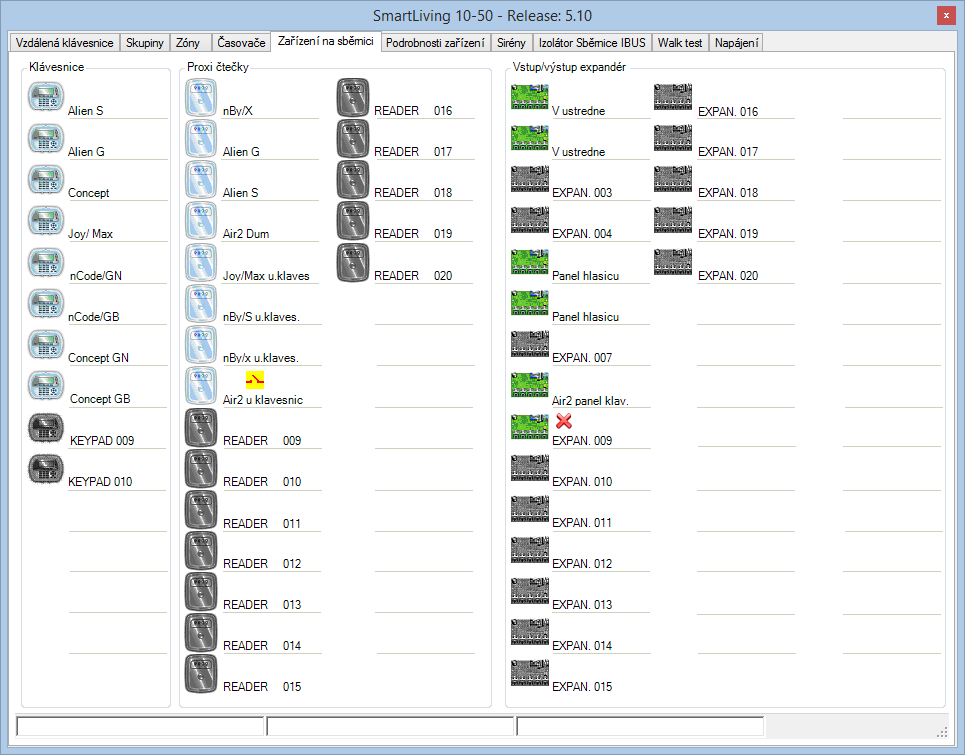 SmartLiving 10-50 - Release: 5.10
x
Vzdálená klávesnice
Skupiny
Zóny
Časovače
Zařízení na sběrnici
Podrobnosti zařízení
Sirény
Izolátor Sběrnice IBUS
Walk test
Napájení
Klávesnice
Alien S
Alien G
Concept
Joy/ Max
nCode/GN
nCode/GB
Concept GN
Concept GB
KEYPAD 009
KEYPAD 010
Proxi čtečky
nBy/X
Alien G
Alien S
Air2 Dum
Joy/Max u.klaves
nBy/S u.klaves.
nBy/x u.klaves.
Air2 u klavesnic
READER 009
READER 010
READER 011
READER 012
READER 013
READER 014
READER 015
READER 016
READER 017
READER 018
READER 019
READER 020
Vstup/výstup expandér
V ustredne
V ustredne
EXPAN. 003
EXPAN. 004
Panel hlasicu
Panel hlasicu
EXPAN. 007
Air2 panel klav.
EXPAN. 009
EXPAN. 010
EXPAN. 011
EXPAN. 012
EXPAN. 013
EXPAN. 014
EXPAN. 015
EXPAN. 016
EXPAN. 017
EXPAN. 018
EXPAN. 019
EXPAN. 020